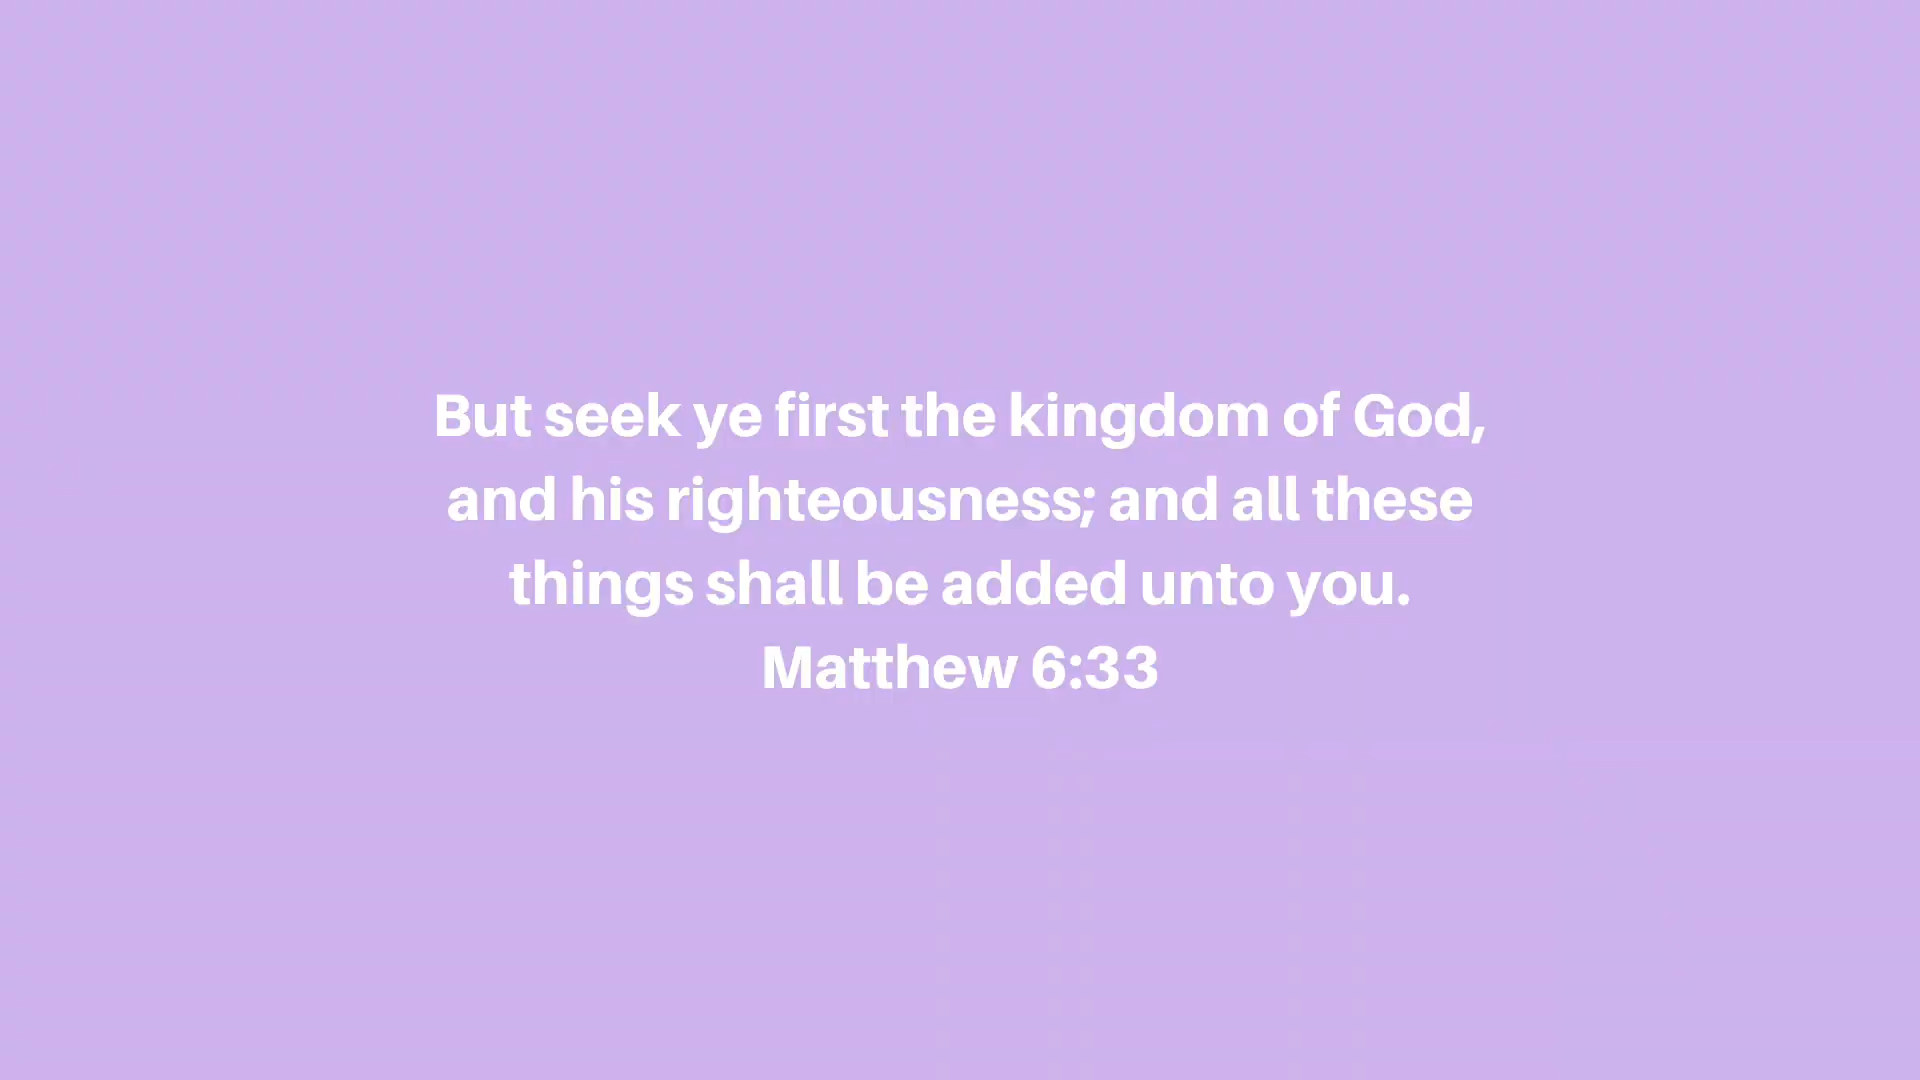 But seek ye first the kingdom of God,
and his righteousness; and all these
things shall be added unto you.
Matthew 6:33